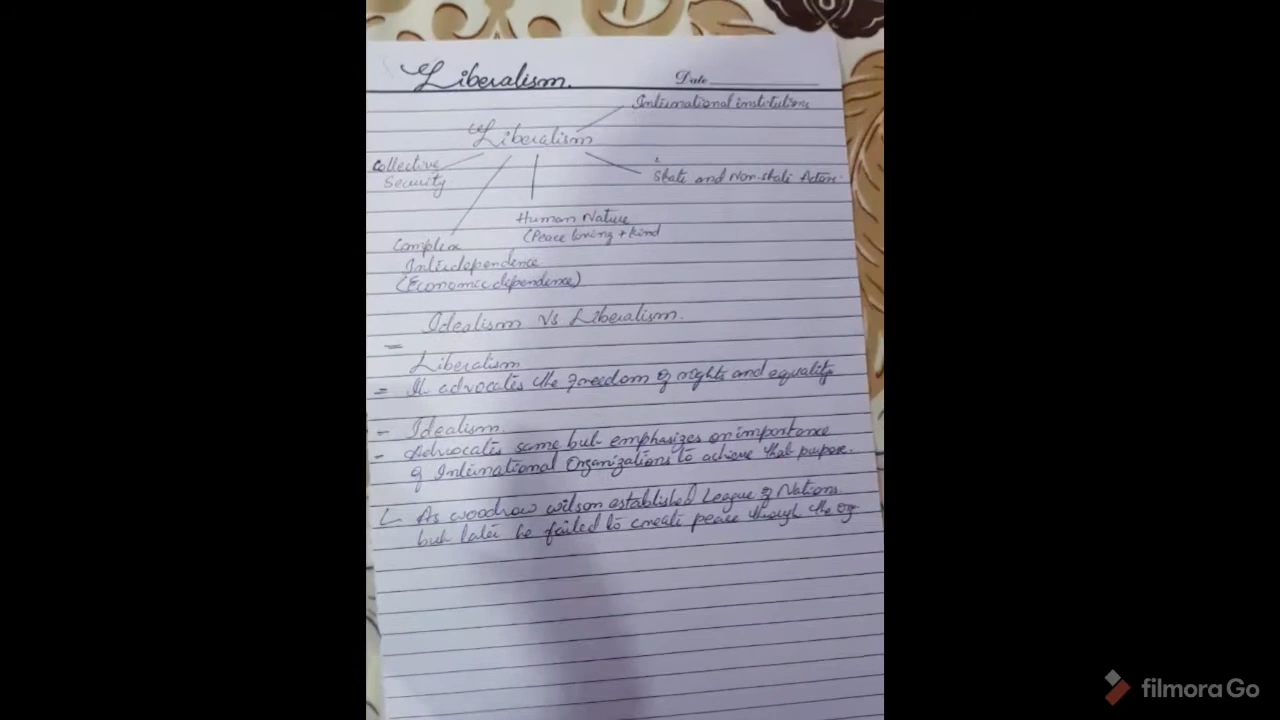 Liberalism.
Date
International institutions
Liberalism
Collective
Security
State and Non-state Actors.
Human Nature
(Peace loving + kind
Complex
Interdependence
(Economic dependence)
Idealism Vs Liberalism.
=
Liberalism
= It advocates the Freedom of rights and equality
- Idealism.
- Advocates same but emphasizes on importance
of International Organizations to achieve that purpose.
As woodrow wilson established League of Nations
but later he failed to create peace through the org
filmora Go